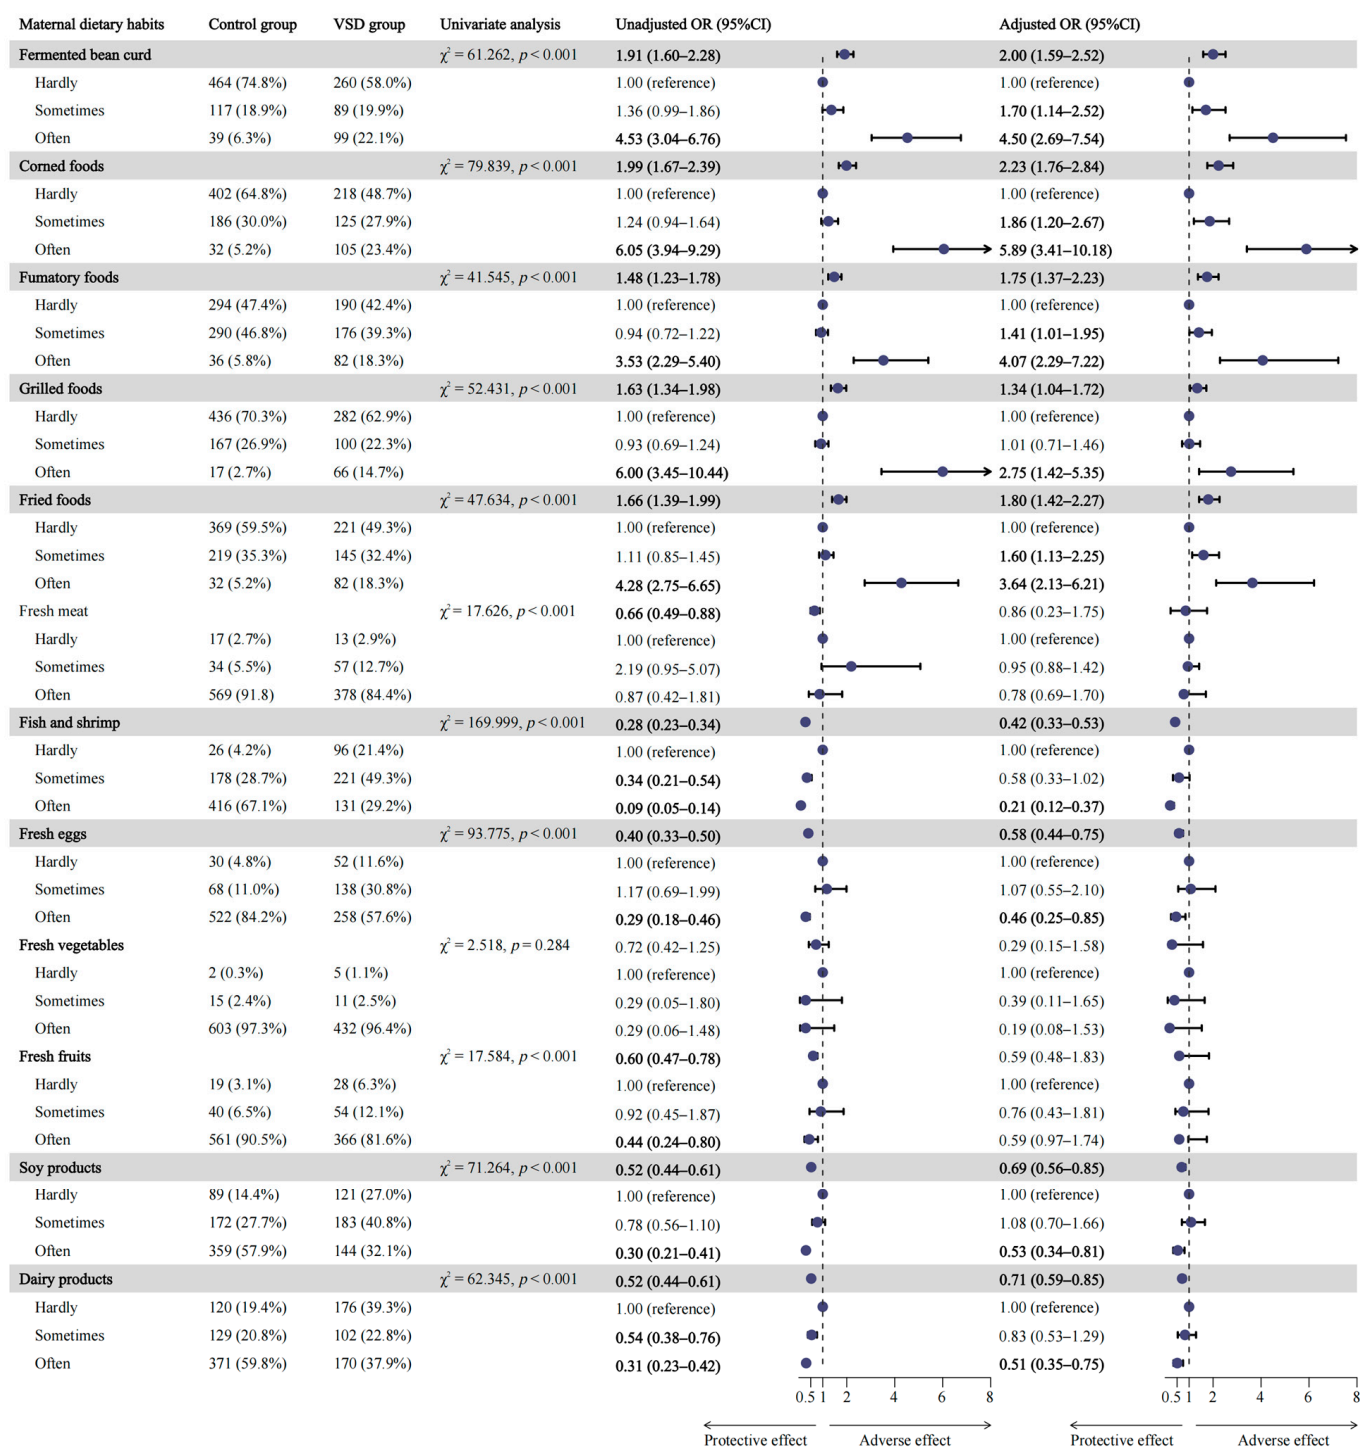 Maternal dietary habits Control group VSD group Univariate analysis Unadjusted OR (95%CI) Adjusted OR (95%CI)
Fermented bean curd χ² = 61.262, p < 0.001 1.91 (1.60–2.28) 2.00 (1.59–2.52)
Hardly 464 (74.8%) 260 (58.0%) 1.00 (reference) 1.00 (reference)
Sometimes 117 (18.9%) 89 (19.9%) 1.36 (0.99–1.86) 1.70 (1.14–2.52)
Often 39 (6.3%) 99 (22.1%) 4.53 (3.04–6.76) 4.50 (2.69–7.54)
Corned foods χ² = 79.839, p < 0.001 1.99 (1.67–2.39) 2.23 (1.76–2.84)
Hardly 402 (64.8%) 218 (48.7%) 1.00 (reference) 1.00 (reference)
Sometimes 186 (30.0%) 125 (27.9%) 1.24 (0.94–1.64) 1.86 (1.20–2.67)
Often 32 (5.2%) 105 (23.4%) 6.05 (3.94–9.29) 5.89 (3.41–10.18)
Fumatory foods χ² = 41.545, p < 0.001 1.48 (1.23–1.78) 1.75 (1.37–2.23)
Hardly 294 (47.4%) 190 (42.4%) 1.00 (reference) 1.00 (reference)
Sometimes 290 (46.8%) 176 (39.3%) 0.94 (0.72–1.22) 1.41 (1.01–1.95)
Often 36 (5.8%) 82 (18.3%) 3.53 (2.29–5.40) 4.07 (2.29–7.22)
Grilled foods χ² = 52.431, p < 0.001 1.63 (1.34–1.98) 1.34 (1.04–1.72)
Hardly 436 (70.3%) 282 (62.9%) 1.00 (reference) 1.00 (reference)
Sometimes 167 (26.9%) 100 (22.3%) 0.93 (0.69–1.24) 1.01 (0.71–1.46)
Often 17 (2.7%) 66 (14.7%) 6.00 (3.45–10.44) 2.75 (1.42–5.35)
Fried foods χ² = 47.634, p < 0.001 1.66 (1.39–1.99) 1.80 (1.42–2.27)
Hardly 369 (59.5%) 221 (49.3%) 1.00 (reference) 1.00 (reference)
Sometimes 219 (35.3%) 145 (32.4%) 1.11 (0.85–1.45) 1.60 (1.13–2.25)
Often 32 (5.2%) 82 (18.3%) 4.28 (2.75–6.65) 3.64 (2.13–6.21)
Fresh meat χ² = 17.626, p < 0.001 0.66 (0.49–0.88) 0.86 (0.23–1.75)
Hardly 17 (2.7%) 13 (2.9%) 1.00 (reference) 1.00 (reference)
Sometimes 34 (5.5%) 57 (12.7%) 2.19 (0.95–5.07) 0.95 (0.88–1.42)
Often 569 (91.8) 378 (84.4%) 0.87 (0.42–1.81) 0.78 (0.69–1.70)
Fish and shrimp χ² = 169.999, p < 0.001 0.28 (0.23–0.34) 0.42 (0.33–0.53)
Hardly 26 (4.2%) 96 (21.4%) 1.00 (reference) 1.00 (reference)
Sometimes 178 (28.7%) 221 (49.3%) 0.34 (0.21–0.54) 0.58 (0.33–1.02)
Often 416 (67.1%) 131 (29.2%) 0.09 (0.05–0.14) 0.21 (0.12–0.37)
Fresh eggs χ² = 93.775, p < 0.001 0.40 (0.33–0.50) 0.58 (0.44–0.75)
Hardly 30 (4.8%) 52 (11.6%) 1.00 (reference) 1.00 (reference)
Sometimes 68 (11.0%) 138 (30.8%) 1.17 (0.69–1.99) 1.07 (0.55–2.10)
Often 522 (84.2%) 258 (57.6%) 0.29 (0.18–0.46) 0.46 (0.25–0.85)
Fresh vegetables χ² = 2.518, p = 0.284 0.72 (0.42–1.25) 0.29 (0.15–1.58)
Hardly 2 (0.3%) 5 (1.1%) 1.00 (reference) 1.00 (reference)
Sometimes 15 (2.4%) 11 (2.5%) 0.29 (0.05–1.80) 0.39 (0.11–1.65)
Often 603 (97.3%) 432 (96.4%) 0.29 (0.06–1.48) 0.19 (0.08–1.53)
Fresh fruits χ² = 17.584, p < 0.001 0.60 (0.47–0.78) 0.59 (0.48–1.83)
Hardly 19 (3.1%) 28 (6.3%) 1.00 (reference) 1.00 (reference)
Sometimes 40 (6.5%) 54 (12.1%) 0.92 (0.45–1.87) 0.76 (0.43–1.81)
Often 561 (90.5%) 366 (81.6%) 0.44 (0.24–0.80) 0.59 (0.97–1.74)
Soy products χ² = 71.264, p < 0.001 0.52 (0.44–0.61) 0.69 (0.56–0.85)
Hardly 89 (14.4%) 121 (27.0%) 1.00 (reference) 1.00 (reference)
Sometimes 172 (27.7%) 183 (40.8%) 0.78 (0.56–1.10) 1.08 (0.70–1.66)
Often 359 (57.9%) 144 (32.1%) 0.30 (0.21–0.41) 0.53 (0.34–0.81)
Dairy products χ² = 62.345, p < 0.001 0.52 (0.44–0.61) 0.71 (0.59–0.85)
Hardly 120 (19.4%) 176 (39.3%) 1.00 (reference) 1.00 (reference)
Sometimes 129 (20.8%) 102 (22.8%) 0.54 (0.38–0.76) 0.83 (0.53–1.29)
Often 371 (59.8%) 170 (37.9%) 0.31 (0.23–0.42) 0.51 (0.35–0.75)
0.5 1 2 4 6 8 0.5 1 2 4 6 8
Protective effect Adverse effect Protective effect Adverse effect